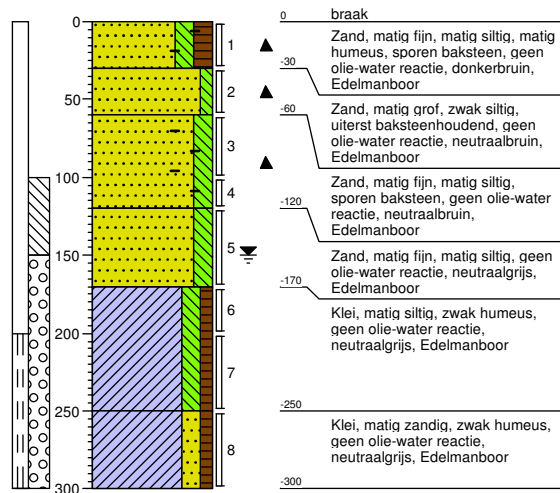 0 braak
0
1
Zand, matig fijn, matig siltig, matig
humeus, sporen baksteen, geen
olie-water reactie, donkerbruin,
Edelmanboor
-30
50
2
Zand, matig grof, zwak siltig,
uiterst baksteenhoudend, geen
olie-water reactie, neutraalbruin,
Edelmanboor
-60
3
100
4
Zand, matig fijn, matig siltig,
sporen baksteen, geen olie-water
reactie, neutraalbruin,
Edelmanboor
-120
150
5
Zand, matig fijn, matig siltig, geen
olie-water reactie, neutraalgrijs,
Edelmanboor
-170
6
200
7
Klei, matig siltig, zwak humeus,
geen olie-water reactie,
neutraalgrijs, Edelmanboor
250
-250
8
Klei, matig zandig, zwak humeus,
geen olie-water reactie,
neutraalgrijs, Edelmanboor
300
-300